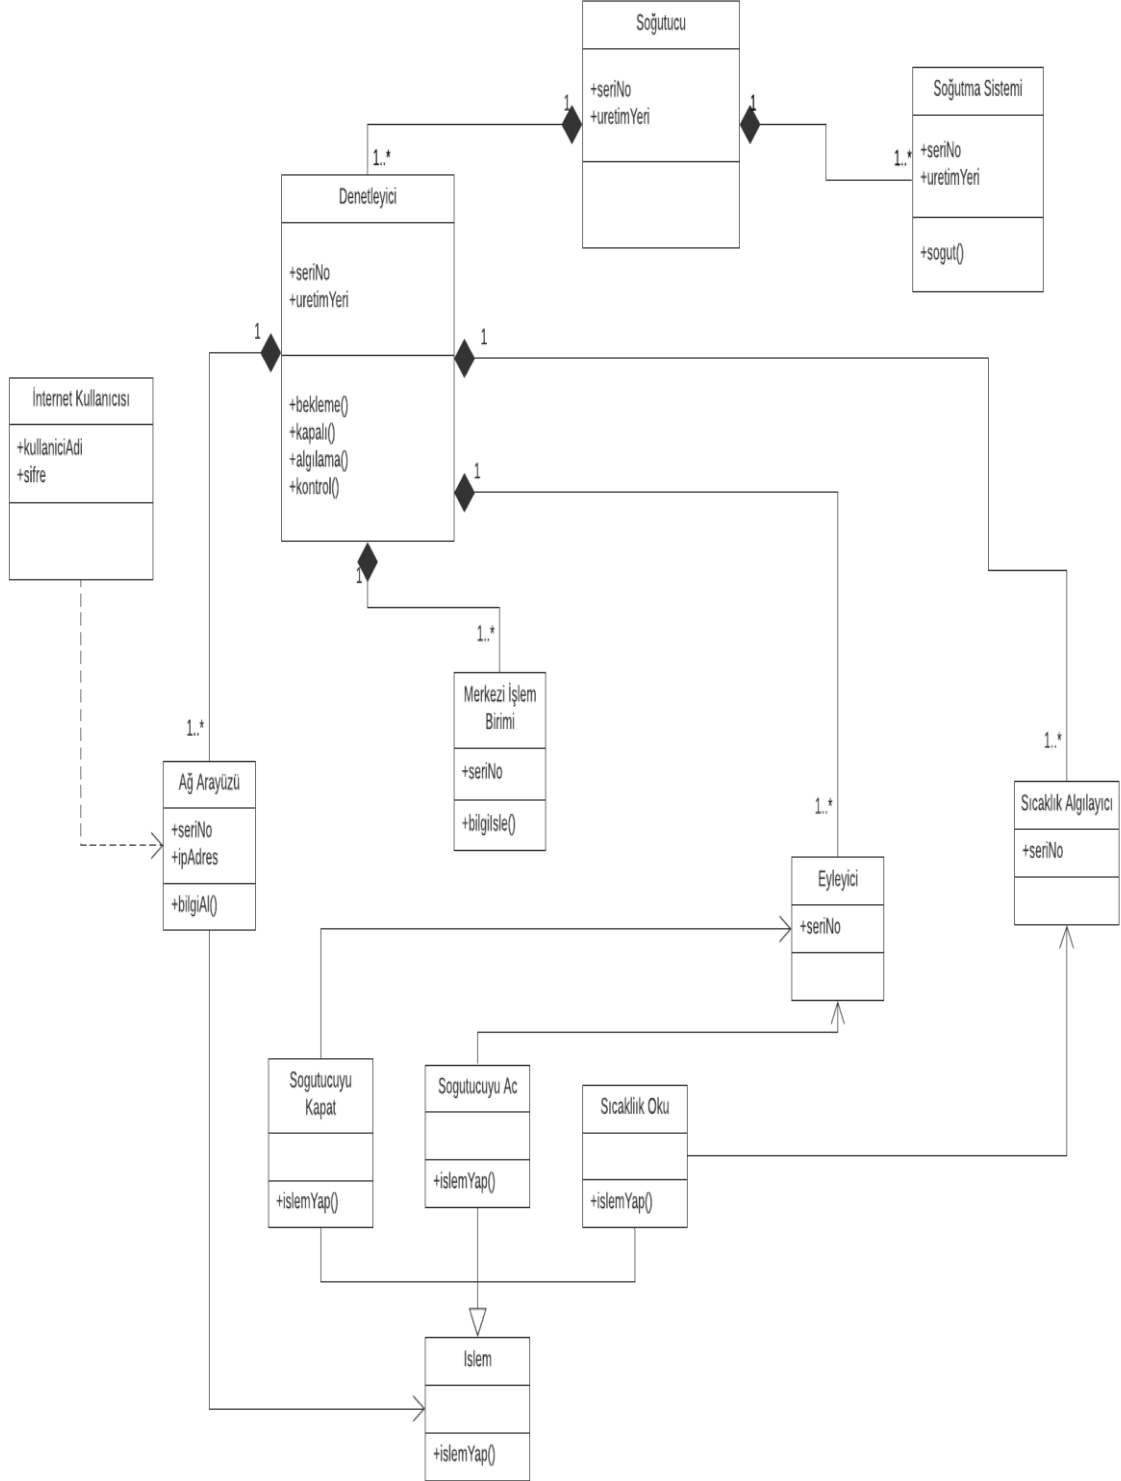 Soğutucu
+seriNo
+uretimYeri
1
1
Soğutma Sistemi
+seriNo
+uretimYeri
+sogut()
1..*
1..*
Denetleyici
+seriNo
+uretimYeri
+bekleme()
+kapalı()
+algılama()
+kontrol()
1
1
1
1
İnternet Kullanıcısı
+kullaniciAdi
+sifre
1..*
Merkezi İşlem
Birimi
+seriNo
+bilgiIsle()
1..*
Ağ Arayüzü
+seriNo
+ipAdres
+bilgiAl()
1..*
Eyleyici
+seriNo
1..*
Sıcaklık Algılayıcı
+seriNo
Sogutucuyu
Kapat
+islemYap()
Sogutucuyu Ac
+islemYap()
Sıcakliık Oku
+islemYap()
Islem
+islemYap()